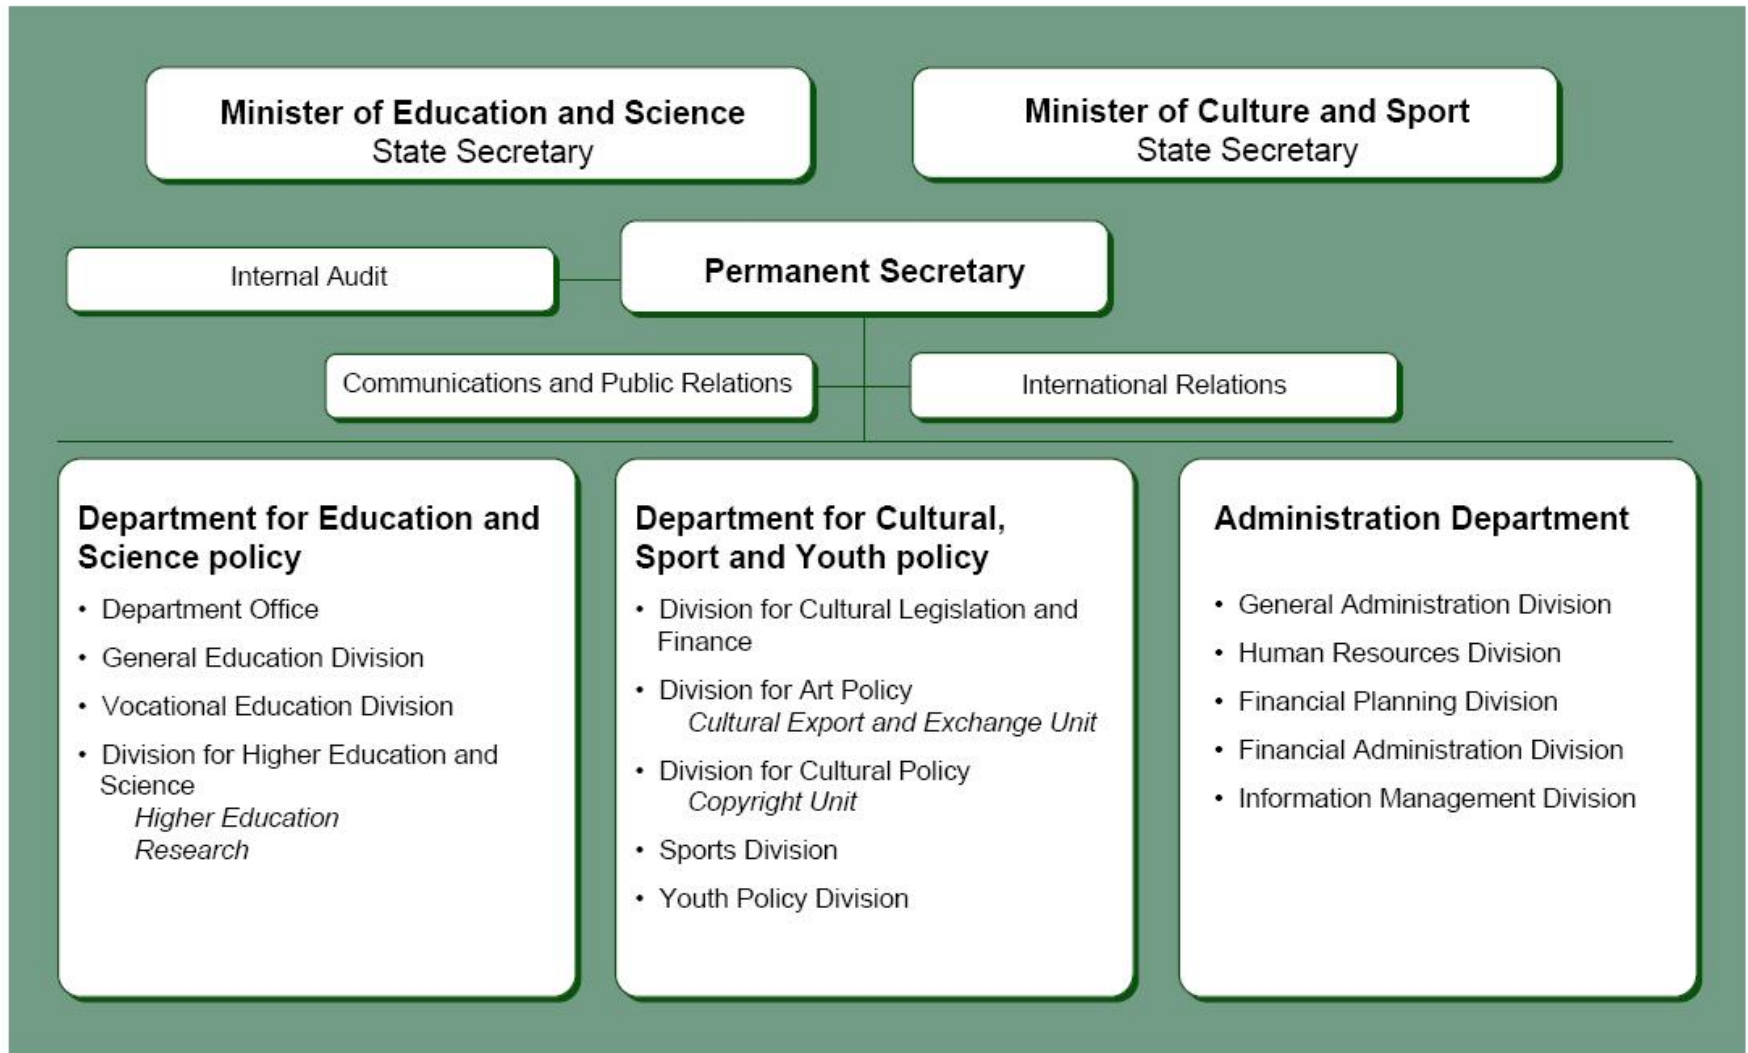 Minister of Education and Science
State Secretary
Minister of Culture and Sport
State Secretary
Internal Audit
Permanent Secretary
Communications and Public Relations
International Relations
Department for Education and
Science policy
• Department Office
• General Education Division
• Vocational Education Division
• Division for Higher Education and
Science
Higher Education
Research
Department for Cultural,
Sport and Youth policy
• Division for Cultural Legislation and
Finance
• Division for Art Policy
Cultural Export and Exchange Unit
• Division for Cultural Policy
Copyright Unit
• Sports Division
• Youth Policy Division
Administration Department
• General Administration Division
• Human Resources Division
• Financial Planning Division
• Financial Administration Division
• Information Management Division